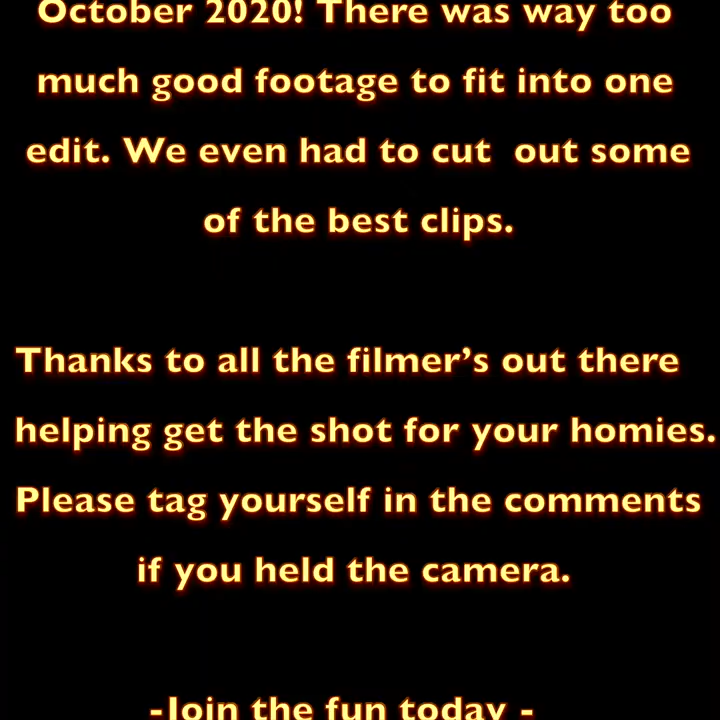 October 2020! There was way too
much good footage to fit into one
edit. We even had to cut  out some
of the best clips.
Thanks to all the filmer’s out there
helping get the shot for your homies.
Please tag yourself in the comments
if you held the camera.
-Join the fun today -